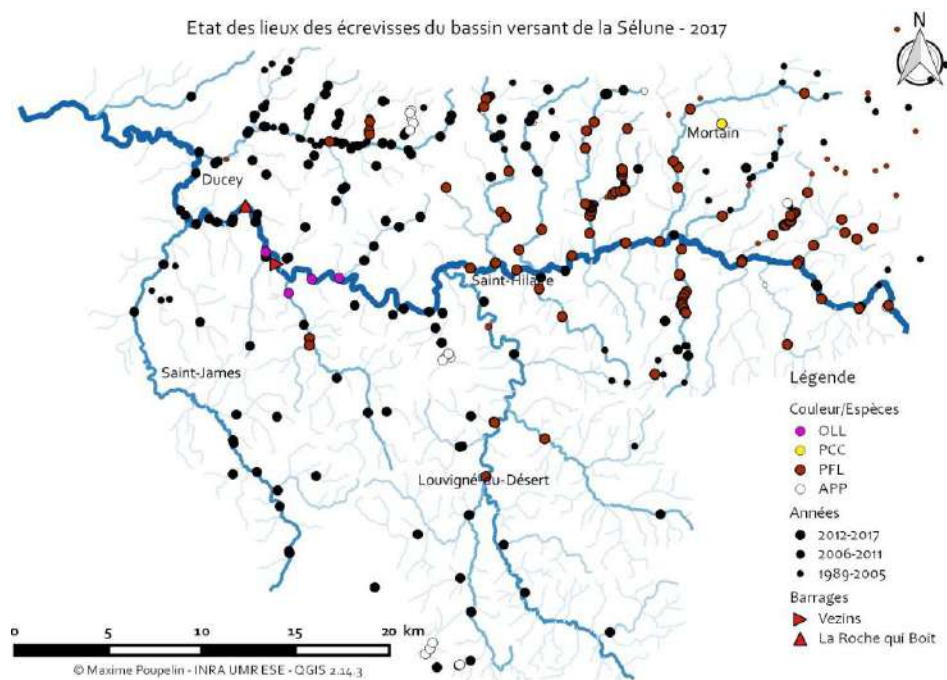 Etat des lieux des écrevisses du bassin versant de la Sélune - 2017
N
Mortain
Ducey
Saint-Hilaire
Saint-James
Louvigné-du-Désert
Légende
Couleur/Espèces
OLL
PCC
PFL
APP
Années
2012-2017
2006-2011
1989-2005
Barrages
Vezins
La Roche qui Boit
0 5 10 15 20 km
© Maxime Poupelin - INRA UMR ESE - QGIS 2.14.3